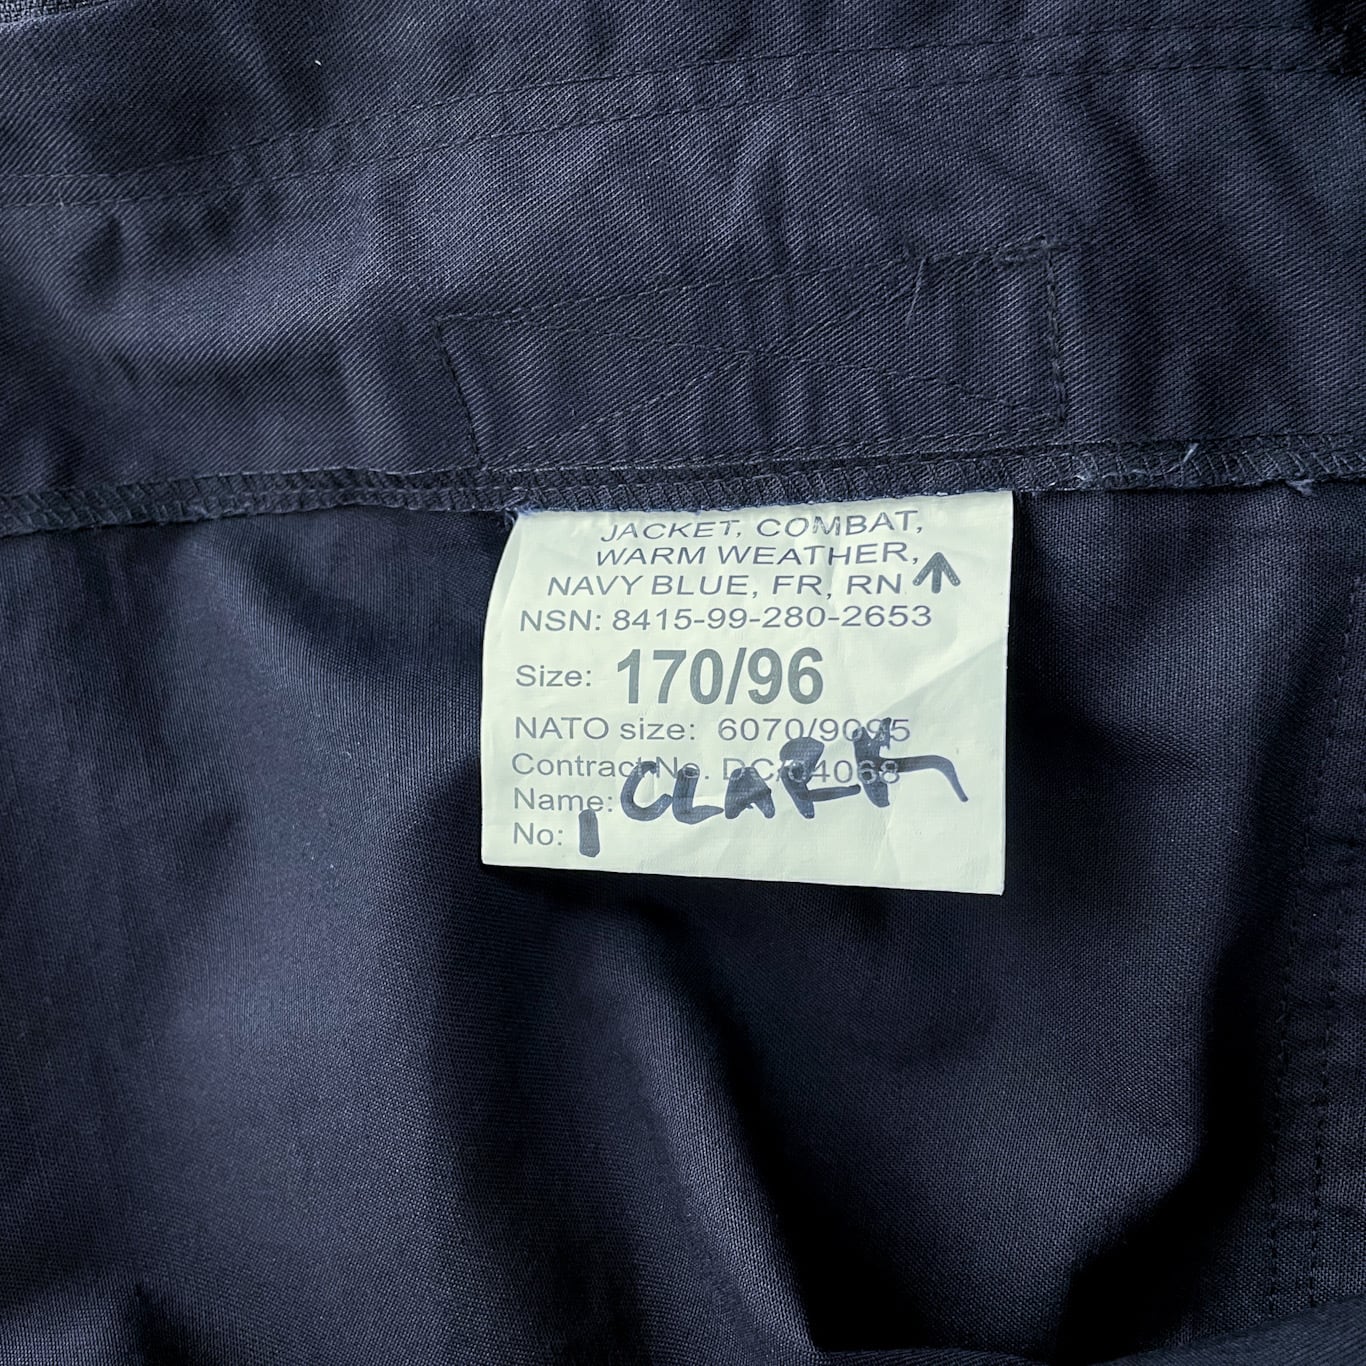 JACKET, COMBAT,
WARM WEATHER,
NAVY BLUE, FR, RN
NSN: 8415-99-280-2653
Size: 170/96
NATO size: 6070/9095
Contract No. DC/04068
Name: CLARK
No: 1